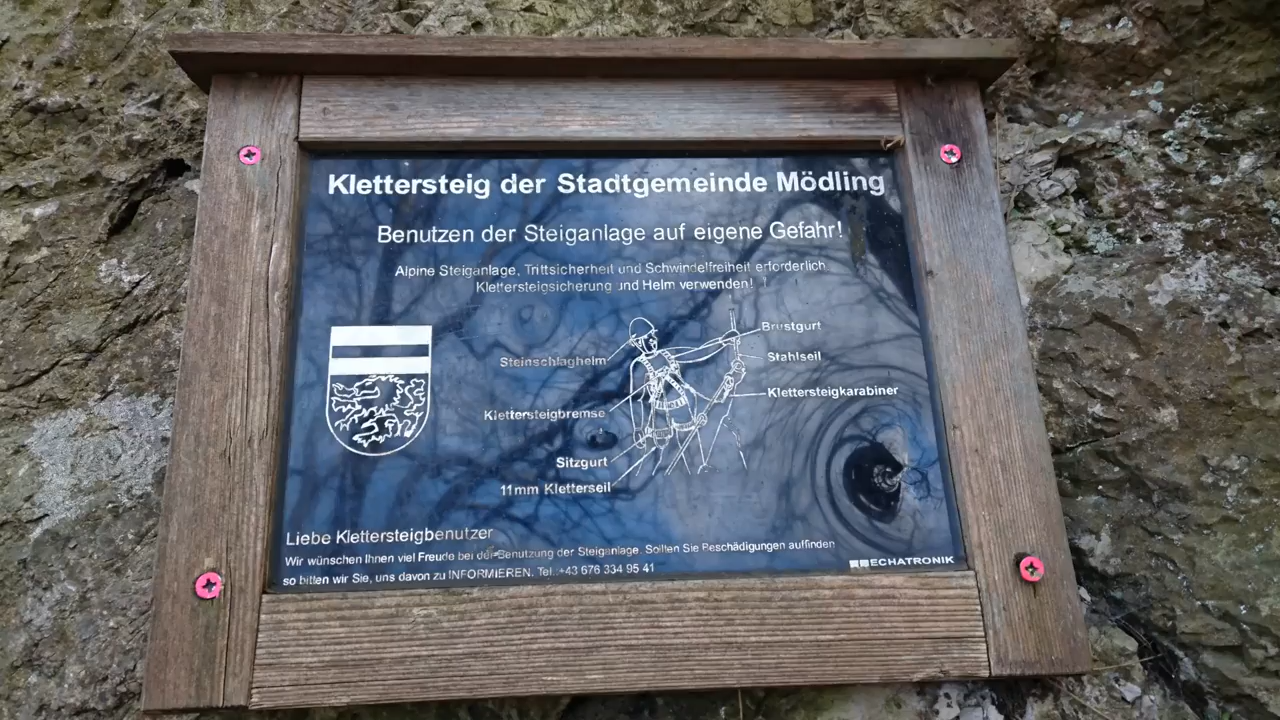 Klettersteig der Stadtgemeinde Mödling
Benutzen der Steiganlage auf eigene Gefahr!
Alpine Steiganlage, Trittsicherheit und Schwindelfreiheit erforderlich.
Klettersteigsicherung und Helm verwenden!
Brustgurt
Steinschlaghelm
Stahlseil
Klettersteigkarabiner
Klettersteigbremse
Sitzgurt
11mm Kletterseil
Liebe Klettersteigbenutzer
Wir wünschen Ihnen viel Freude bei der Benutzung der Steiganlage. Sollten Sie Beschädigungen auffinden
so bitten wir Sie, uns davon zu INFORMIEREN. Tel.:+43 676 334 95 41
ECHATRONIK